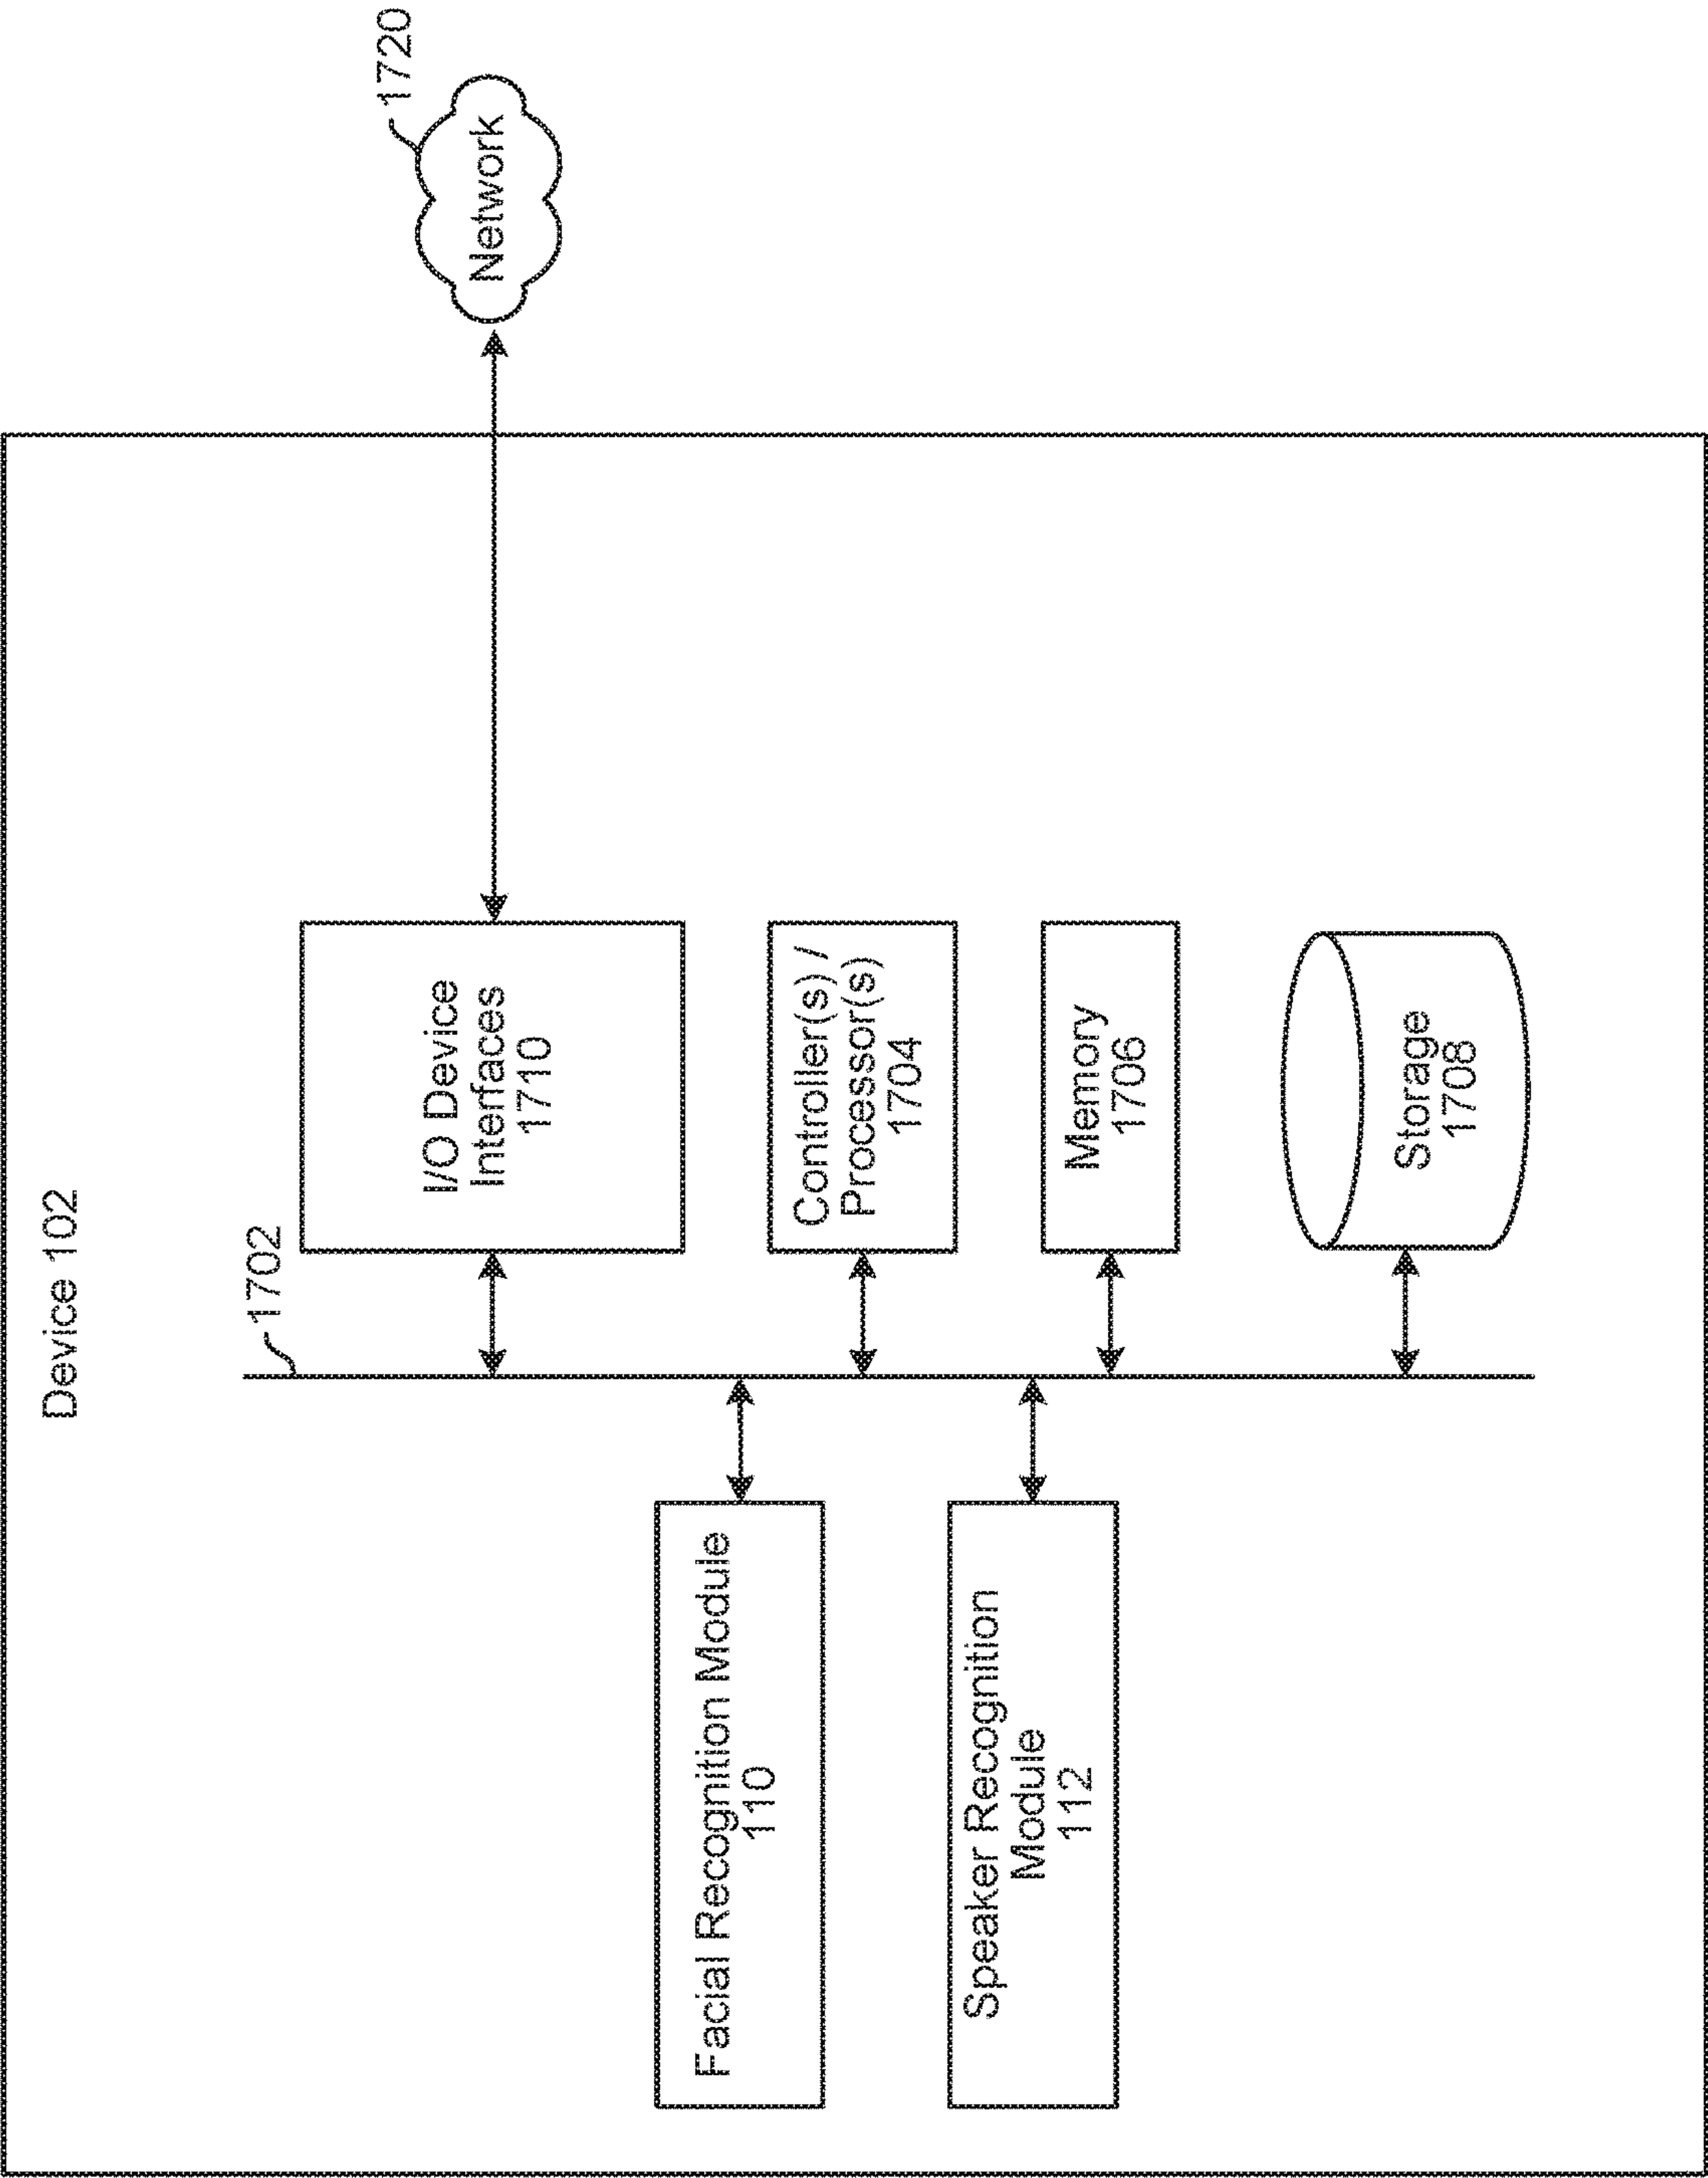 Device 102
1702
I/O Device
Interfaces
1710
1720
Network
Facial Recognition Module
110
Controller(s) /
Processor(s)
1704
Speaker Recognition
Module
112
Memory
1706
Storage
1708